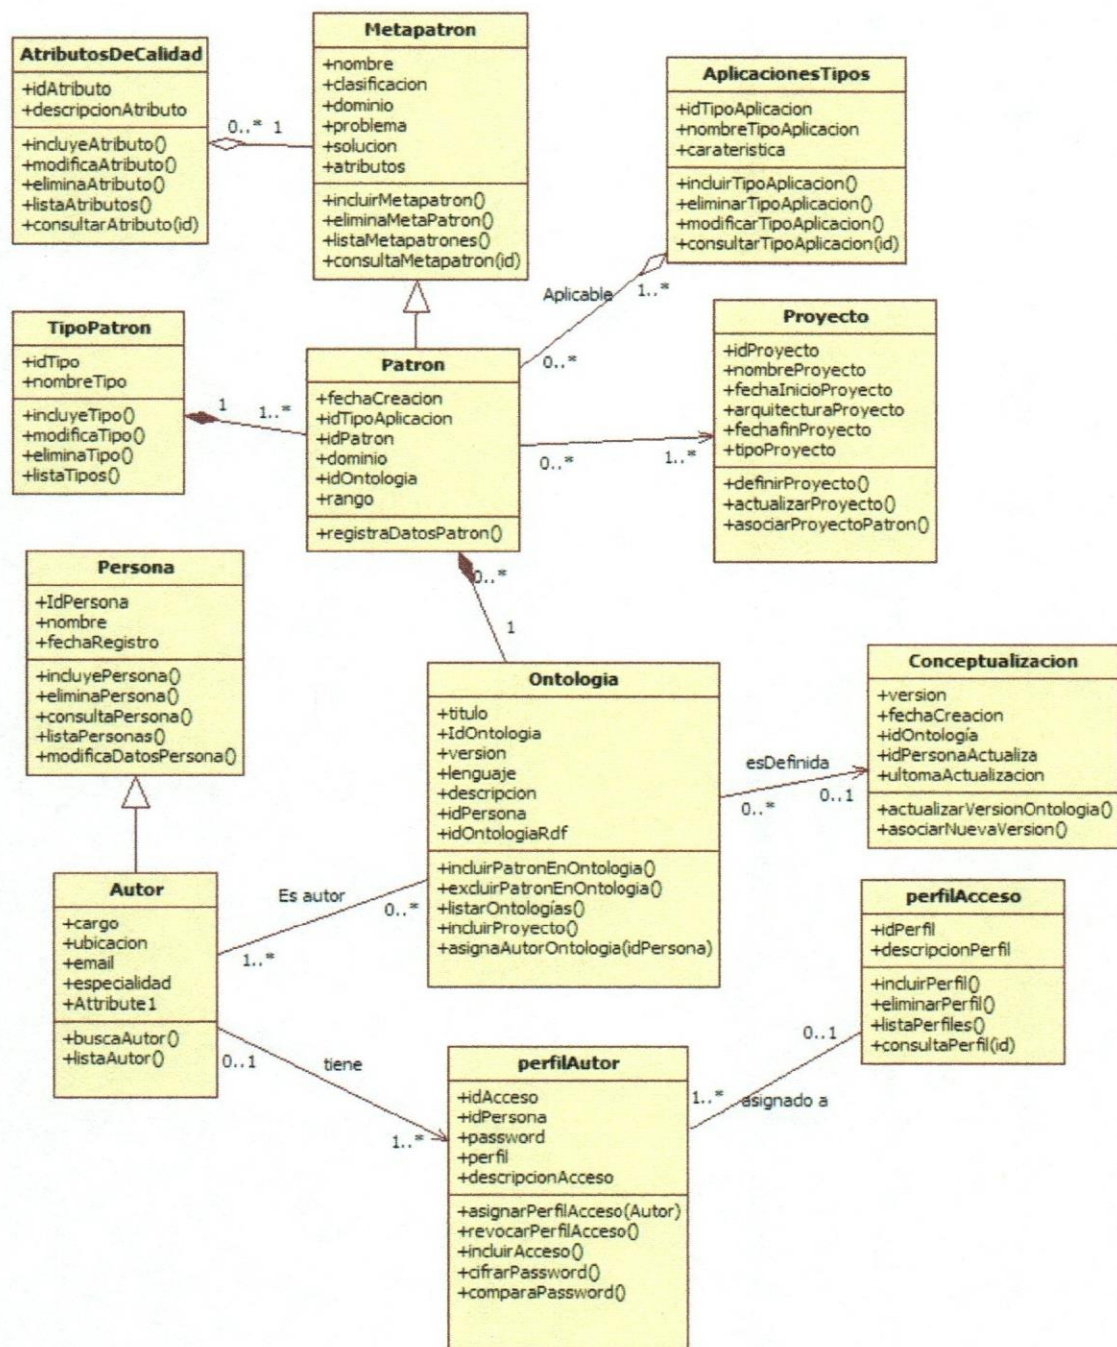 Metapatron
+nombre
+clasificacion
+dominio
+problema
+solucion
+atributos
+incluirMetapatron()
+eliminaMetaPatron()
+listaMetapatrones()
+consultaMetapatron(id)
AtributosDeCalidad
+idAtributo
+descripcionAtributo
+incluyeAtributo()
+modificaAtributo()
+eliminaAtributo()
+listaAtributos()
+consultarAtributo(id)
0..* 1
AplicacionesTipos
+idTipoAplicacion
+nombreTipoAplicacion
+carateristica
+incluirTipoAplicacion()
+eliminarTipoAplicacion()
+modificarTipoAplicacion()
+consultarTipoAplicacion(id)
Aplicable
1..*
0..*
TipoPatron
+idTipo
+nombreTipo
+incluyeTipo()
+modificaTipo()
+eliminaTipo()
+listaTipos()
1
1..*
Patron
+fechaCreacion
+idTipoAplicacion
+idPatron
+dominio
+idOntologia
+rango
+registraDatosPatron()
0..*
1..*
Proyecto
+idProyecto
+nombreProyecto
+fechaInicioProyecto
+arquitecturaProyecto
+fechafinProyecto
+tipoProyecto
+definirProyecto()
+actualizarProyecto()
+asociarProyectoPatron()
0..*
1
Persona
+IdPersona
+nombre
+fechaRegistro
+incluyePersona()
+eliminaPersona()
+consultaPersona()
+listaPersonas()
+modificaDatosPersona()
Ontologia
+titulo
+IdOntologia
+version
+lenguaje
+descripcion
+idPersona
+idOntologiaRdf
+incluirPatronEnOntologia()
+excluirPatronEnOntologia()
+listarOntologías()
+incluirProyecto()
+asignaAutorOntologia(idPersona)
esDefinida
0..*
0..1
Conceptualizacion
+version
+fechaCreacion
+idOntología
+idPersonaActualiza
+ultomaActualizacion
+actualizarVersionOntologia()
+asociarNuevaVersion()
Autor
+cargo
+ubicacion
+email
+especialidad
+Attribute1
+buscaAutor()
+listaAutor()
Es autor
0..*
1..*
0..1
tiene
1..*
perfilAcceso
+idPerfil
+descripcionPerfil
+incluirPerfil()
+eliminarPerfil()
+listaPerfiles()
+consultaPerfil(id)
0..1
1..*
asignado a
perfilAutor
+idAcceso
+idPersona
+password
+perfil
+descripcionAcceso
+asignarPerfilAcceso(Autor)
+revocarPerfilAcceso()
+incluirAcceso()
+cifrarPassword()
+comparaPassword()